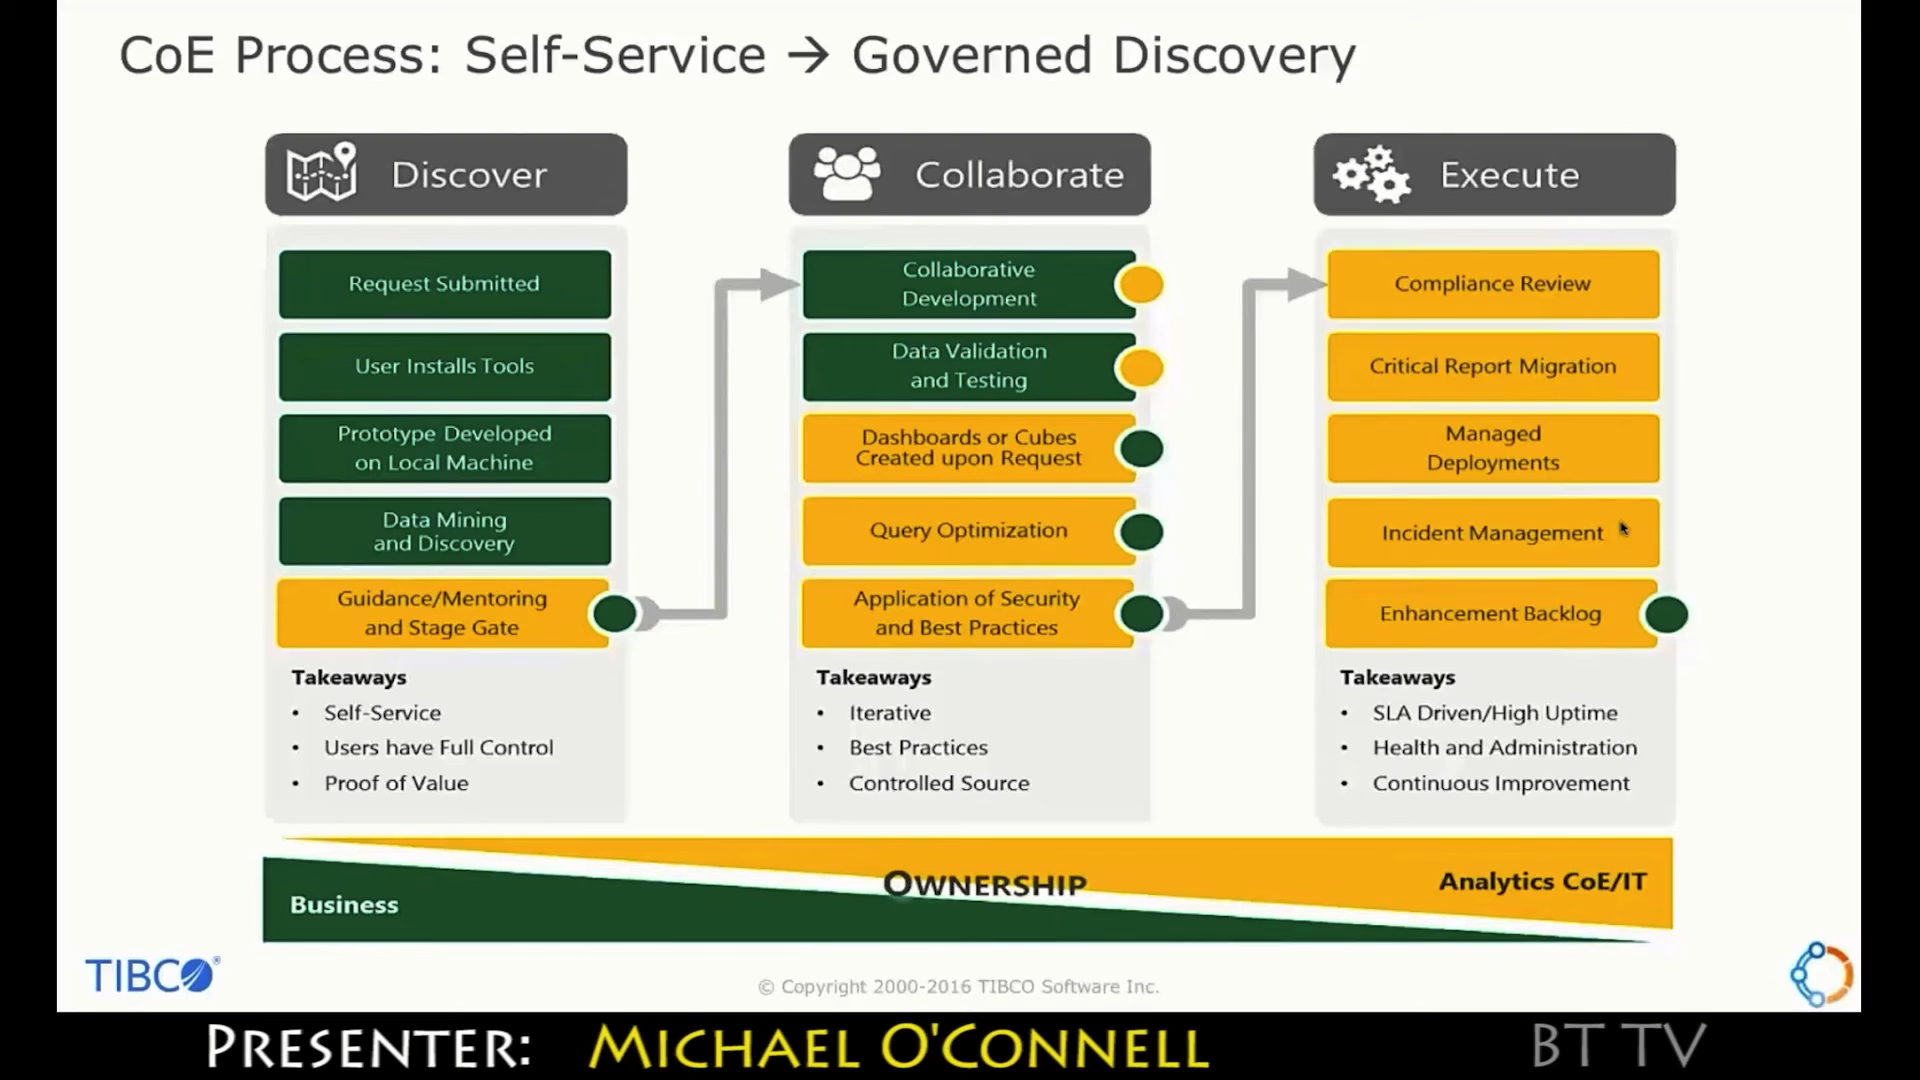 CoE Process: Self-Service → Governed Discovery
Discover
Request Submitted
User Installs Tools
Prototype Developed
on Local Machine
Data Mining
and Discovery
Guidance/Mentoring
and Stage Gate
Takeaways
• Self-Service
• Users have Full Control
• Proof of Value
Collaborate
Collaborative
Development
Data Validation
and Testing
Dashboards or Cubes
Created upon Request
Query Optimization
Application of Security
and Best Practices
Takeaways
• Iterative
• Best Practices
• Controlled Source
Execute
Compliance Review
Critical Report Migration
Managed
Deployments
Incident Management
Enhancement Backlog
Takeaways
• SLA Driven/High Uptime
• Health and Administration
• Continuous Improvement
Business
OWNERSHIP
Analytics CoE/IT
TIBCO®
© Copyright 2000-2016 TIBCO Software Inc.
PRESENTER: MICHAEL O'CONNELL
BT TV